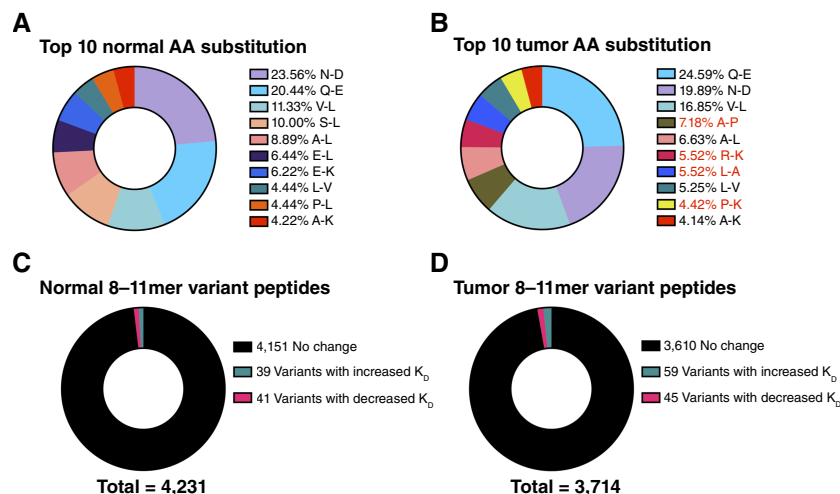 A
Top 10 normal AA substitution
23.56% N-D
20.44% Q-E
11.33% V-L
10.00% S-L
8.89% A-L
6.44% E-L
6.22% E-K
4.44% L-V
4.44% P-L
4.22% A-K
B
Top 10 tumor AA substitution
24.59% Q-E
19.89% N-D
16.85% V-L
7.18% A-P
6.63% A-L
5.52% R-K
5.52% L-A
5.25% L-V
4.42% P-K
4.14% A-K
C
Normal 8–11mer variant peptides
4,151 No change
39 Variants with increased KD
41 Variants with decreased KD
Total = 4,231
D
Tumor 8–11mer variant peptides
3,610 No change
59 Variants with increased KD
45 Variants with decreased KD
Total = 3,714